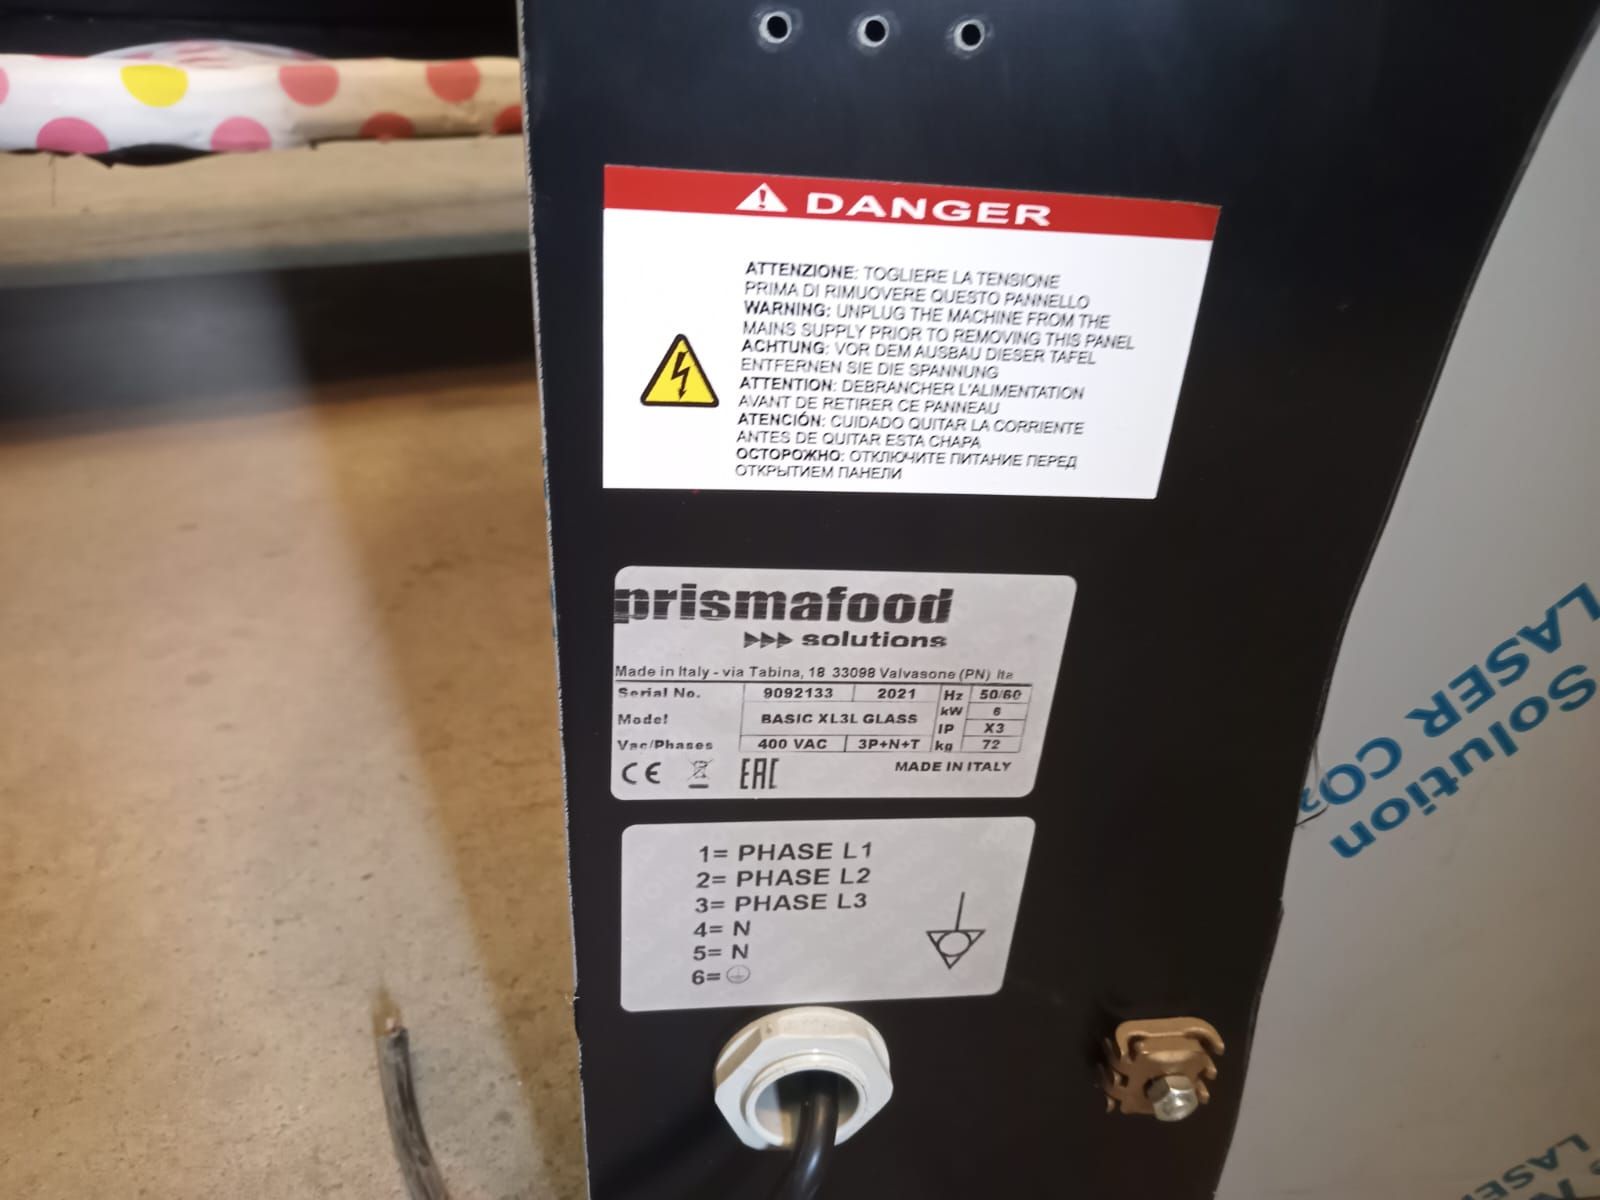 DANGER
ATTENZIONE: TOGLIERE LA TENSIONE
PRIMA DI RIMUOVERE QUESTO PANNELLO
WARNING: UNPLUG THE MACHINE FROM THE
MAINS SUPPLY PRIOR TO REMOVING THIS PANEL
ACHTUNG: VOR DEM AUSBAU DIESER TAFEL
ENTFERNEN SIE DIE SPANNUNG
ATTENTION: DEBRANCHER L'ALIMENTATION
AVANT DE RETIRER CE PANNEAU
ATENCIÓN: CUIDADO QUITAR LA CORRIENTE
ANTES DE QUITAR ESTA CHAPA
ОСТОРОЖНО: ОТКЛЮЧИТЕ ПИТАНИЕ ПЕРЕД
ОТКРЫТИЕМ ПАНЕЛИ
prismafood
solutions
Made in Italy - via Tabina, 18 33098 Valvasone (PN) Ita
Serial No. 9092133 2021 Hz 50/60
kW 6
Model BASIC XL3L GLASS
IP X3
Vac/Phases 400 VAC 3P+N+T kg 72
CE EAC MADE IN ITALY
1= PHASE L1
2= PHASE L2
3= PHASE L3
4= N
5= N
6=
Solution
LASER CO2
LASER